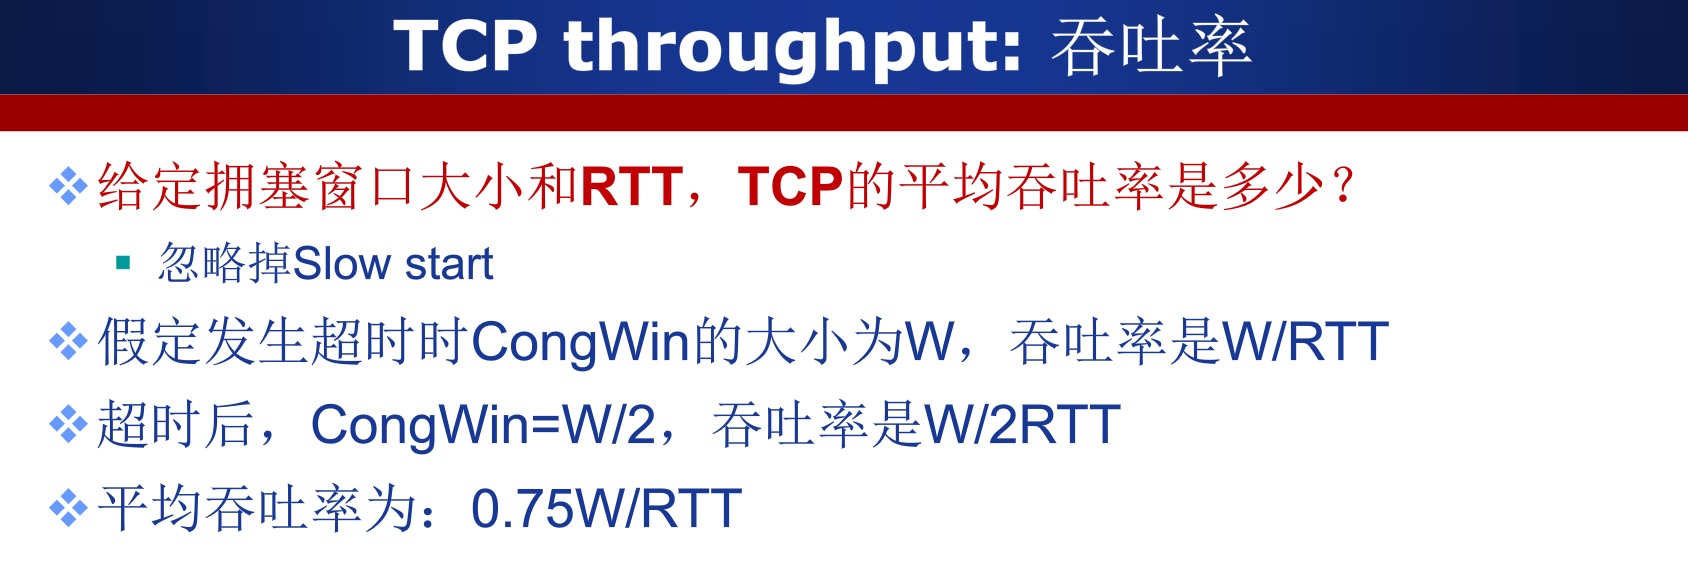 TCP throughput: 吞吐率
给定拥塞窗口大小和RTT，TCP的平均吞吐率是多少？
忽略掉Slow start
假定发生超时时CongWin的大小为W，吞吐率是W/RTT
超时后，CongWin=W/2，吞吐率是W/2RTT
平均吞吐率为：0.75W/RTT